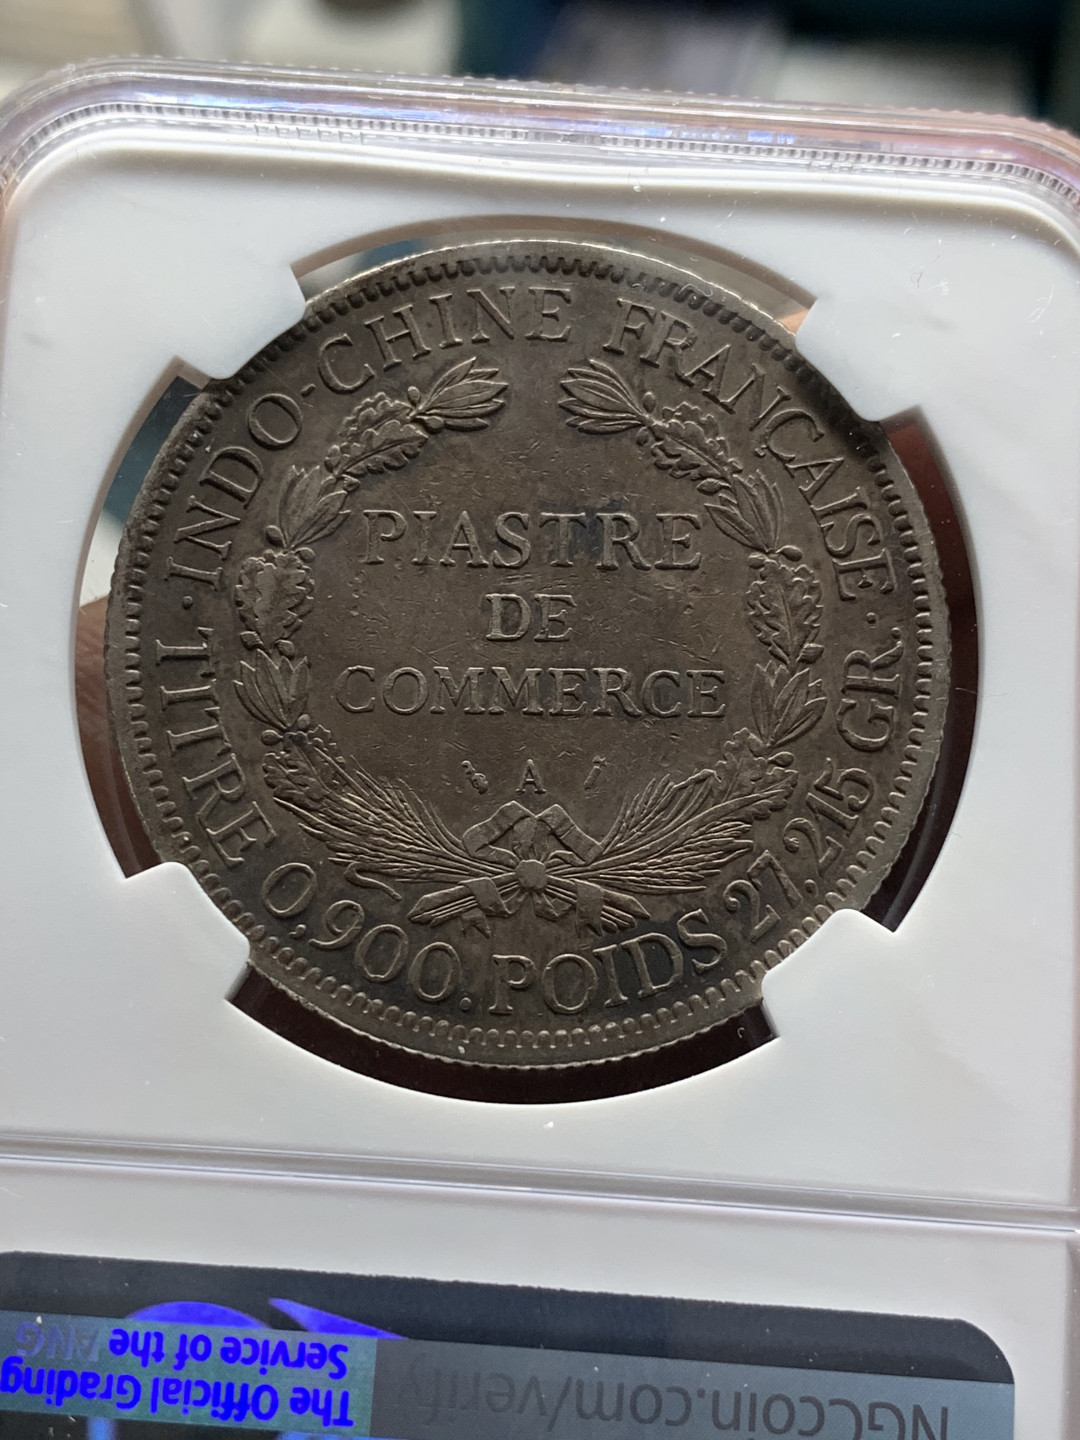 · INDO-CHINE FRANÇAISE ·
PIASTRE
DE
COMMERCE
A
TITRE 0,900. POIDS 27,215 GR.
NGCcoin.com/verify
The Official Grading
Service of the